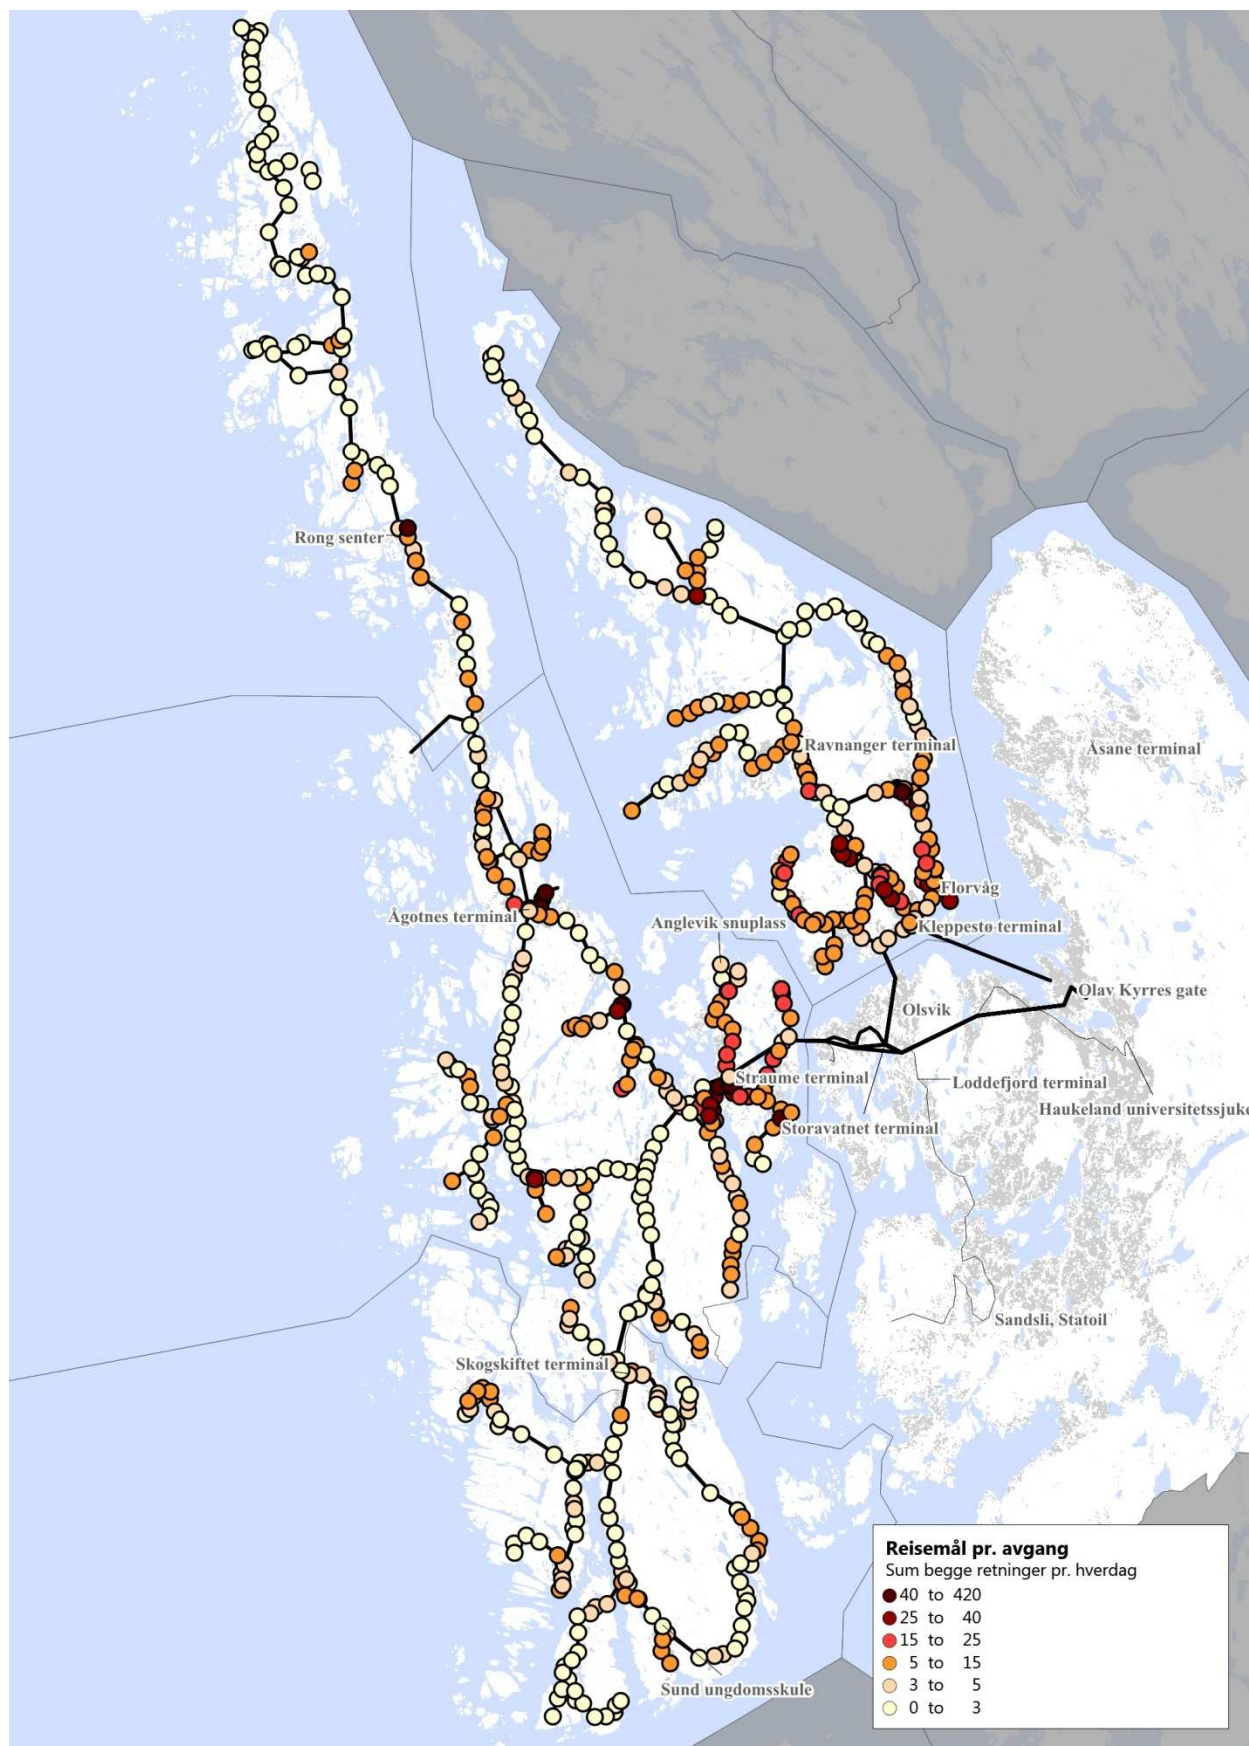 Rong senter
Ravnanger terminal
Åsane terminal
Florvåg
Ågotnes terminal
Anglevik snuplass
Kleppestø terminal
Olav Kyrres gate
Olsvik
Straume terminal
Loddefjord terminal
Haukeland universitetssjuke
Storavatnet terminal
Sandsli, Statoil
Skogskiftet terminal
Sund ungdomsskule
Reisemål pr. avgang
Sum begge retninger pr. hverdag
40 to 420
25 to 40
15 to 25
5 to 15
3 to 5
0 to 3